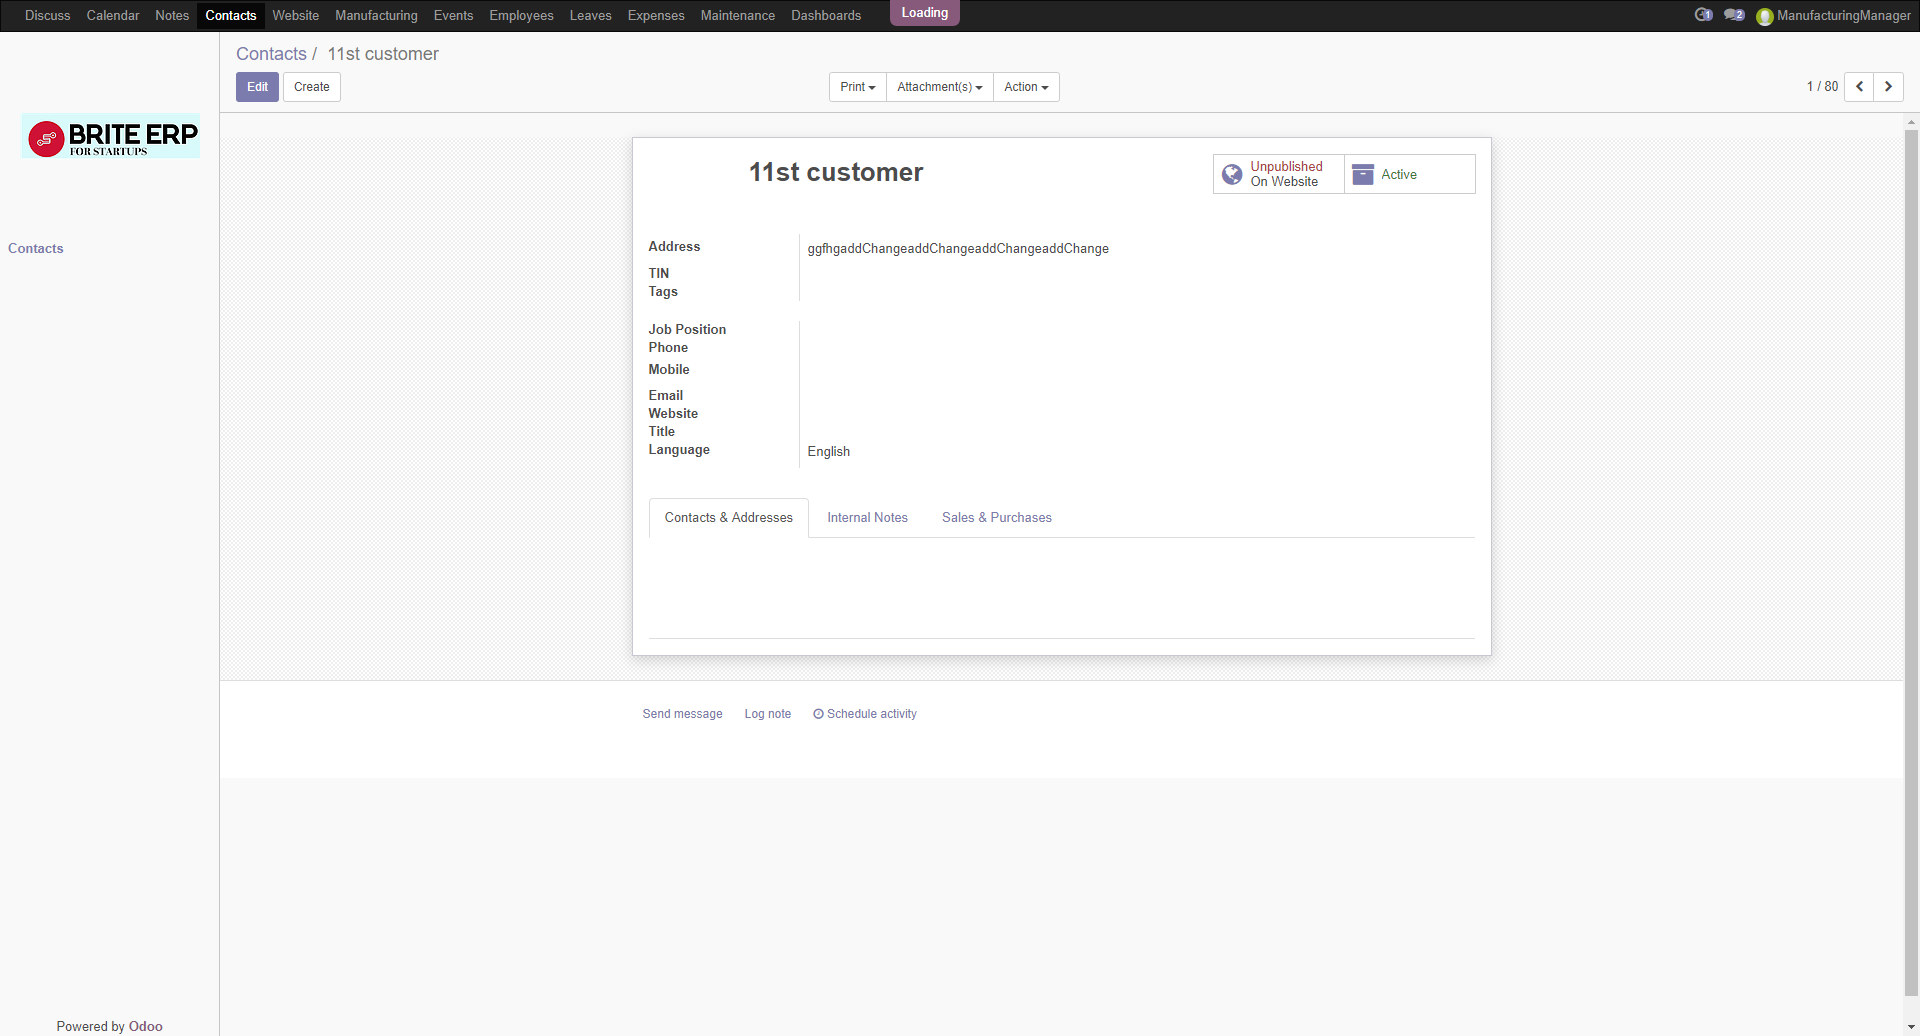 Discuss Calendar Notes Contacts Website Manufacturing Events Employees Leaves Expenses Maintenance Dashboards Loading 1 2 ManufacturingManager
Contacts / 11st customer
Edit Create Print Attachment(s) Action 1 / 80
BRITE ERP
FOR STARTUPS
Contacts
11st customer
Unpublished
On Website
Active
Address ggfhgaddChangeaddChangeaddChangeaddChange
TIN
Tags
Job Position
Phone
Mobile
Email
Website
Title
Language English
Contacts & Addresses Internal Notes Sales & Purchases
Send message Log note Schedule activity
Powered by Odoo